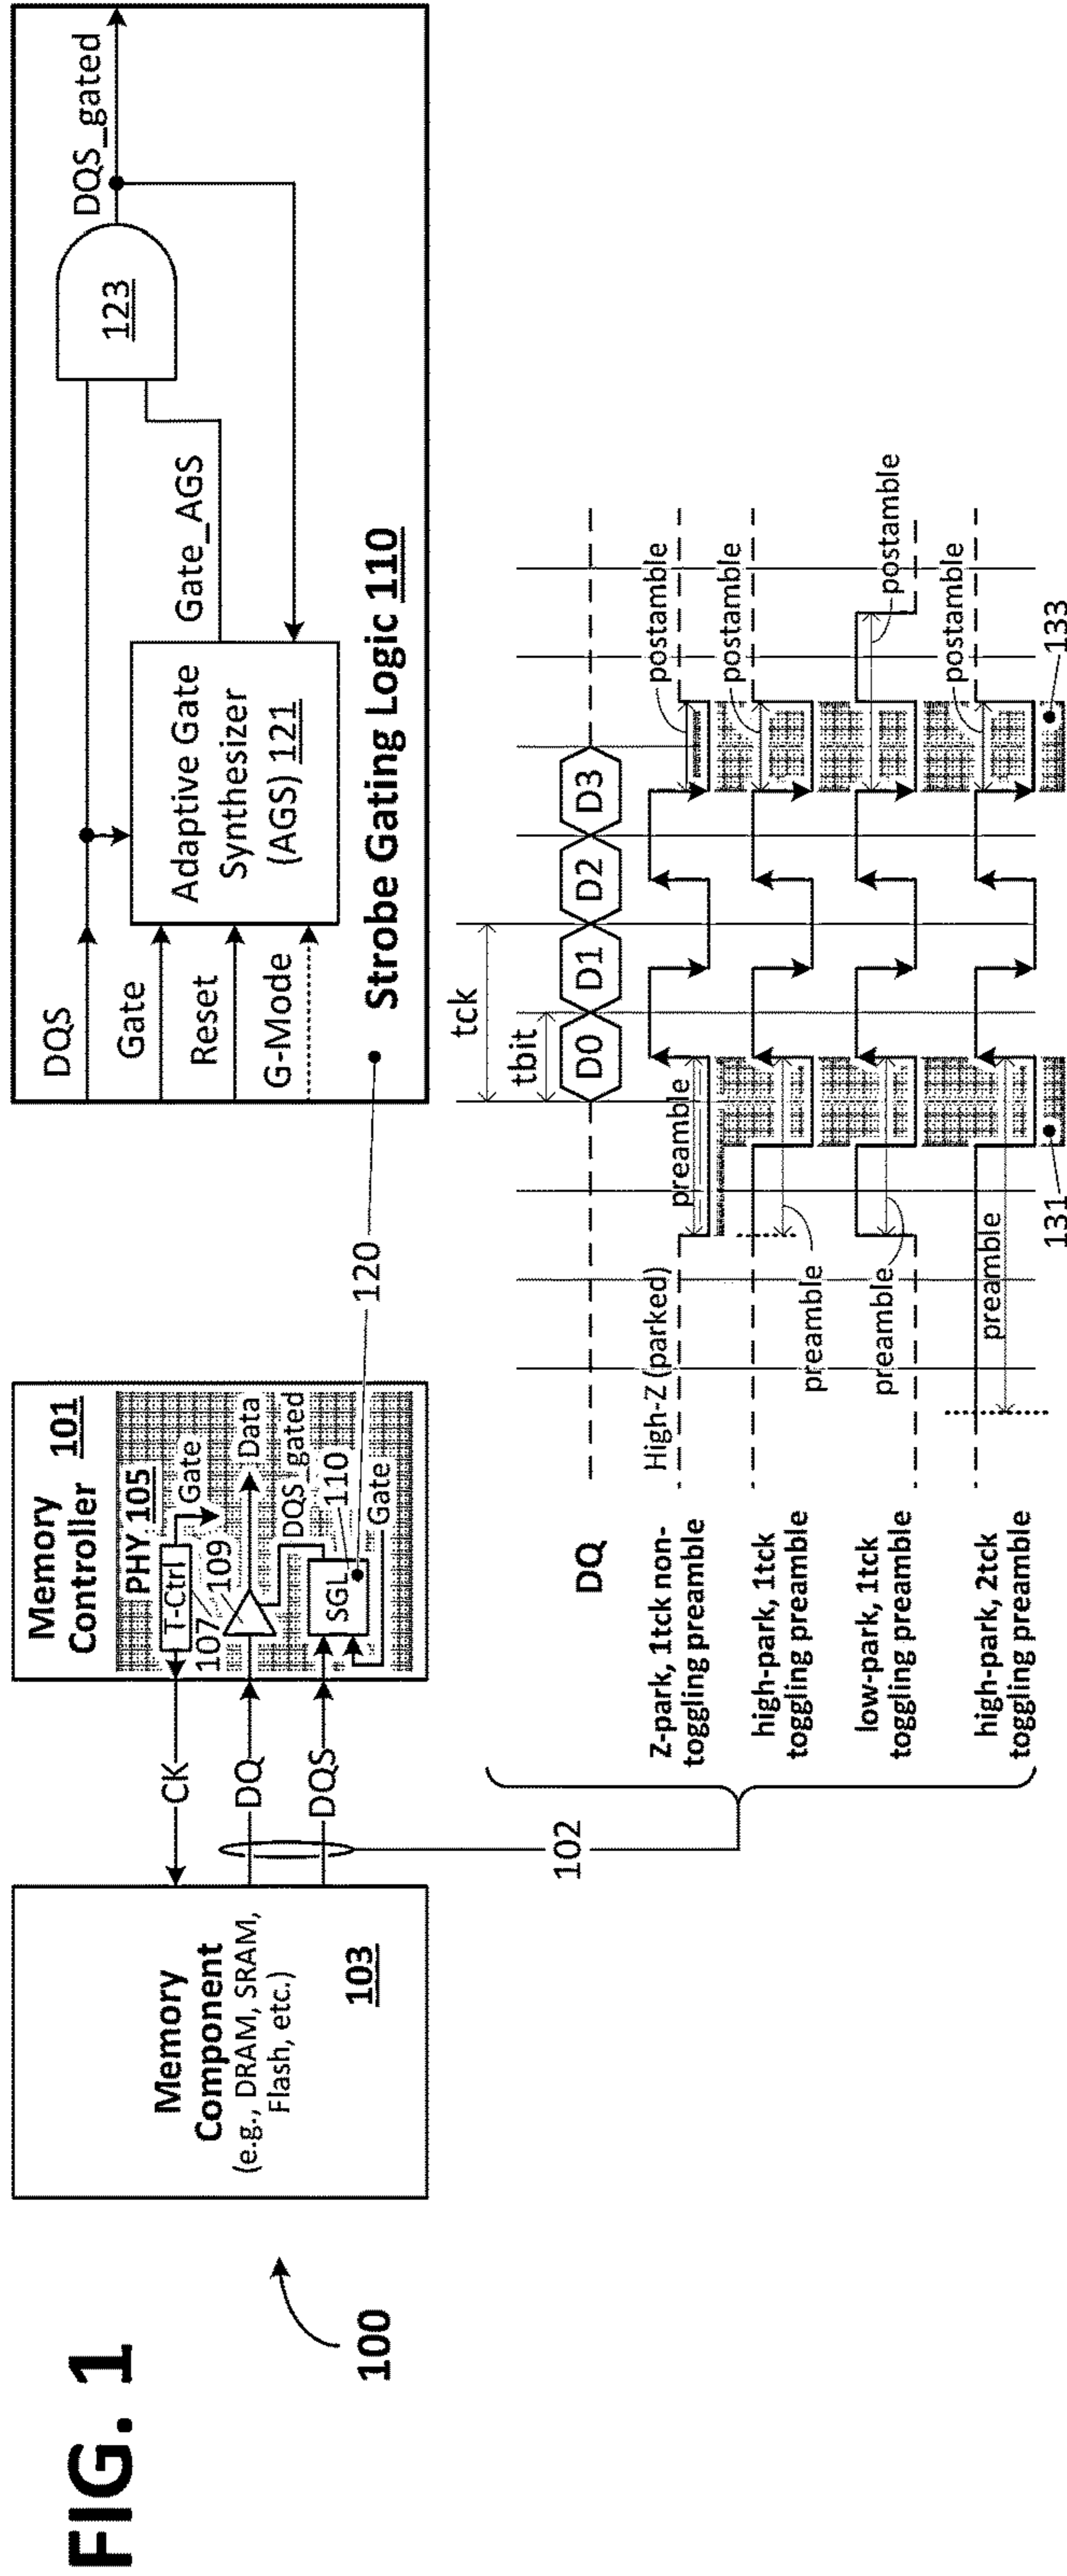 FIG. 1
100
Memory
Component
(e.g., DRAM, SRAM,
Flash, etc.)
103
CK
DQ
DQS
102
Memory
Controller 101
PHY 105
T-Ctrl
Gate
107
109
Data
DQS_gated
SGL
110
Gate
120
DQS
Gate
Reset
G-Mode
Adaptive Gate
Synthesizer
(AGS) 121
Gate_AGS
123
DQS_gated
Strobe Gating Logic 110
tck
tbit
DQ
D0
D1
D2
D3
Z-park, 1tck non-
toggling preamble
High-Z (parked)
preamble
postamble
high-park, 1tck
toggling preamble
preamble
postamble
low-park, 1tck
toggling preamble
preamble
postamble
high-park, 2tck
toggling preamble
preamble
postamble
131
133